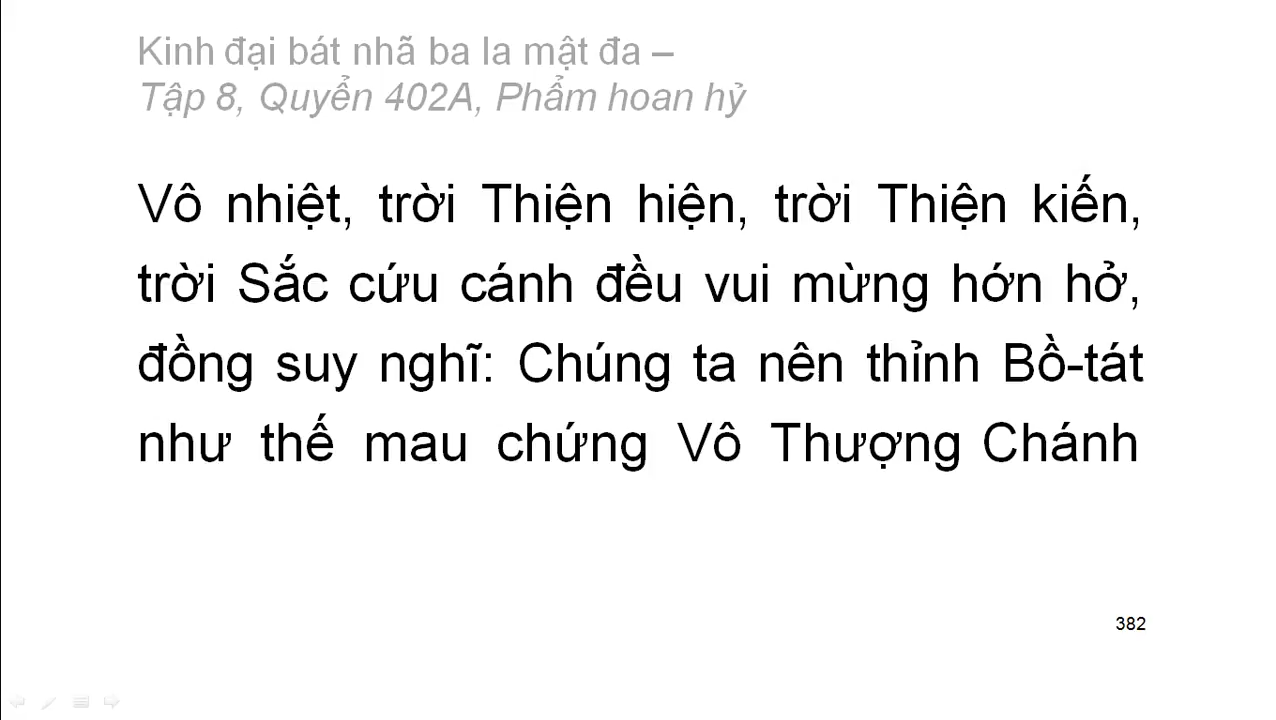 Kinh đại bát nhã ba la mật đa –
Tập 8, Quyển 402A, Phẩm hoan hỷ
Vô nhiệt, trời Thiện hiện, trời Thiện kiến,
trời Sắc cứu cánh đều vui mừng hớn hở,
đồng suy nghĩ: Chúng ta nên thỉnh Bồ-tát
như thế mau chứng Vô Thượng Chánh
382